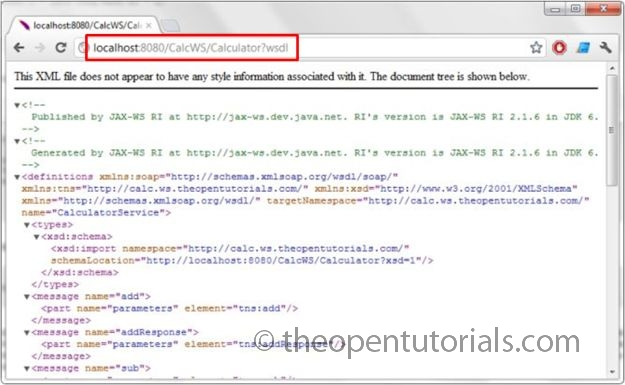 localhost:8080/CalcWS/Cal
localhost:8080/CalcWS/Calculator?wsdl
This XML file does not appear to have any style information associated with it. The document tree is shown below.
▼<!--
Published by JAX-WS RI at http://jax-ws.dev.java.net. RI's version is JAX-WS RI 2.1.6 in JDK 6.
-->
▼<!--
Generated by JAX-WS RI at http://jax-ws.dev.java.net. RI's version is JAX-WS RI 2.1.6 in JDK 6.
-->
▼<definitions xmlns:soap="http://schemas.xmlsoap.org/wsdl/soap/"
xmlns:tns="http://calc.ws.theopentutorials.com/" xmlns:xsd="http://www.w3.org/2001/XMLSchema"
xmlns="http://schemas.xmlsoap.org/wsdl/" targetNamespace="http://calc.ws.theopentutorials.com/"
name="CalculatorService">
▼<types>
▼<xsd:schema>
<xsd:import namespace="http://calc.ws.theopentutorials.com/"
schemaLocation="http://localhost:8080/CalcWS/Calculator?xsd=1"/>
</xsd:schema>
</types>
▼<message name="add">
<part name="parameters" element="tns:add"/>
</message>
▼<message name="addResponse">
<part name="parameters" element="tns:addResponse"/>
</message>
▼<message name="sub">
© theopentutorials.com